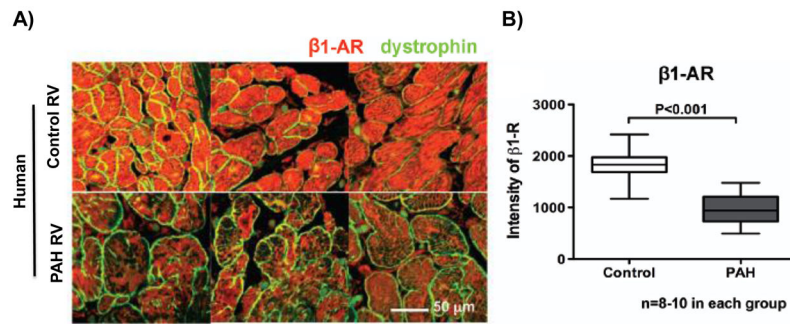 A)
β1-AR dystrophin
Human
Control RV
PAH RV
50 μm
B)
β1-AR
P<0.001
Intensity of β1-R
3000
2000
1000
0
Control PAH
n=8-10 in each group